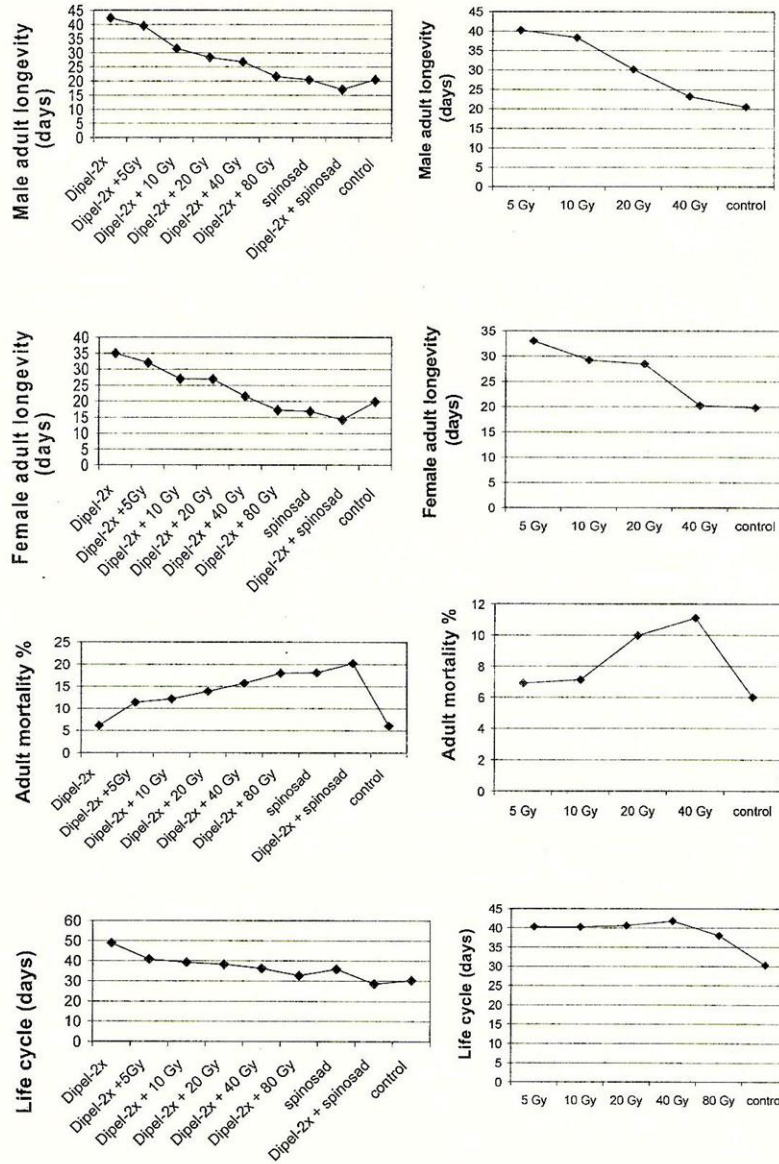 Male adult longevity
(days)
45
40
35
30
25
20
15
10
5
0
Dipel-2x
Dipel-2x +5Gy
Dipel-2x + 10 Gy
Dipel-2x + 20 Gy
Dipel-2x + 40 Gy
Dipel-2x + 80 Gy
spinosad
Dipel-2x + spinosad
control
Male adult longevity
(days)
45
40
35
30
25
20
15
10
5
0
5 Gy 10 Gy 20 Gy 40 Gy control
Female adult longevity
(days)
40
35
30
25
20
15
10
5
0
Dipel-2x
Dipel-2x +5Gy
Dipel-2x + 10 Gy
Dipel-2x + 20 Gy
Dipel-2x + 40 Gy
Dipel-2x + 80 Gy
spinosad
Dipel-2x + spinosad
control
Female adult longevity
(days)
35
30
25
20
15
10
5
0
5 Gy 10 Gy 20 Gy 40 Gy control
Adult mortality %
25
20
15
10
5
0
Dipel-2x
Dipel-2x +5Gy
Dipel-2x + 10 Gy
Dipel-2x + 20 Gy
Dipel-2x + 40 Gy
Dipel-2x + 80 Gy
spinosad
Dipel-2x + spinosad
control
Adult mortality %
12
10
8
6
4
2
0
5 Gy 10 Gy 20 Gy 40 Gy control
Life cycle (days)
60
50
40
30
20
10
0
Dipel-2x
Dipel-2x +5Gy
Dipel-2x + 10 Gy
Dipel-2x + 20 Gy
Dipel-2x + 40 Gy
Dipel-2x + 80 Gy
spinosad
Dipel-2x + spinosad
control
Life cycle (days)
45
40
35
30
25
20
15
10
5
0
5 Gy 10 Gy 20 Gy 40 Gy 80 Gy control